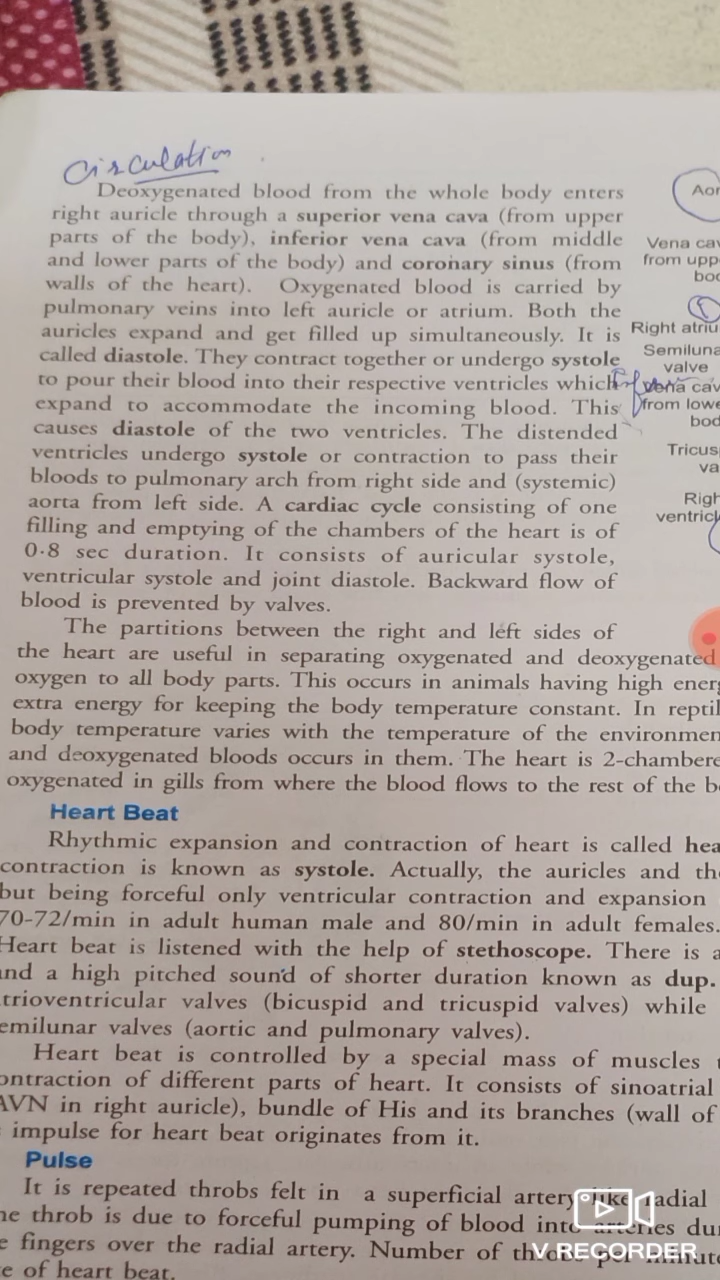 Circulation
Deoxygenated blood from the whole body enters
right auricle through a superior vena cava (from upper
parts of the body), inferior vena cava (from middle
and lower parts of the body) and coronary sinus (from
walls of the heart). Oxygenated blood is carried by
pulmonary veins into left auricle or atrium. Both the
auricles expand and get filled up simultaneously. It is
called diastole. They contract together or undergo systole
to pour their blood into their respective ventricles which
expand to accommodate the incoming blood. This
causes diastole of the two ventricles. The distended
ventricles undergo systole or contraction to pass their
bloods to pulmonary arch from right side and (systemic)
aorta from left side. A cardiac cycle consisting of one
filling and emptying of the chambers of the heart is of
0·8 sec duration. It consists of auricular systole,
ventricular systole and joint diastole. Backward flow of
blood is prevented by valves.
Aor
Vena cav
from upp
bod
Right atriu
Semiluna
valve
Vena cav
from lowe
bod
Tricus
va
Righ
ventricl
The partitions between the right and left sides of
the heart are useful in separating oxygenated and deoxygenated
oxygen to all body parts. This occurs in animals having high energ
extra energy for keeping the body temperature constant. In reptil
body temperature varies with the temperature of the environmen
and deoxygenated bloods occurs in them. The heart is 2-chambere
oxygenated in gills from where the blood flows to the rest of the b
Heart Beat
Rhythmic expansion and contraction of heart is called hea
contraction is known as systole. Actually, the auricles and th
but being forceful only ventricular contraction and expansion
70-72/min in adult human male and 80/min in adult females.
Heart beat is listened with the help of stethoscope. There is a
and a high pitched sound of shorter duration known as dup.
trioventricular valves (bicuspid and tricuspid valves) while
emilunar valves (aortic and pulmonary valves).
Heart beat is controlled by a special mass of muscles
ontraction of different parts of heart. It consists of sinoatrial
AVN in right auricle), bundle of His and its branches (wall of
impulse for heart beat originates from it.
Pulse
It is repeated throbs felt in a superficial artery like radial
he throb is due to forceful pumping of blood into arteries du
e fingers over the radial artery. Number of throbs per minut
e of heart beat.
V RECORDER